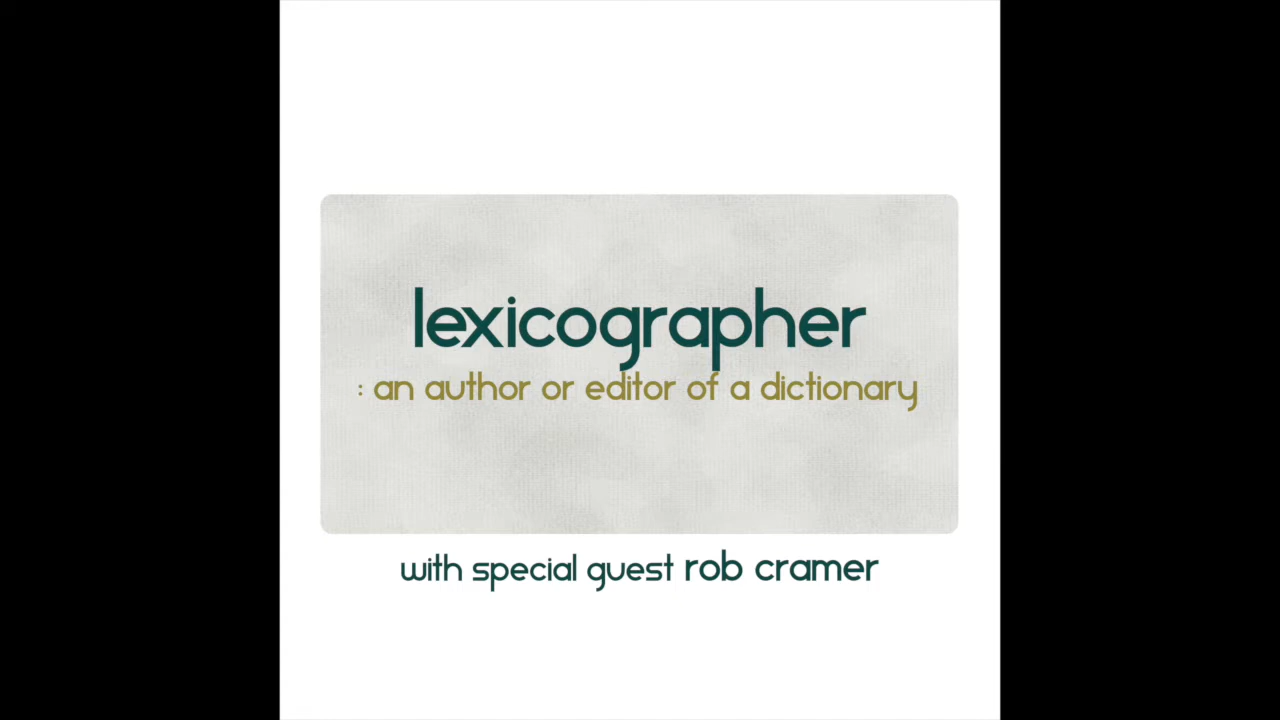 lexicographer
: an author or editor of a dictionary
with special guest rob cramer